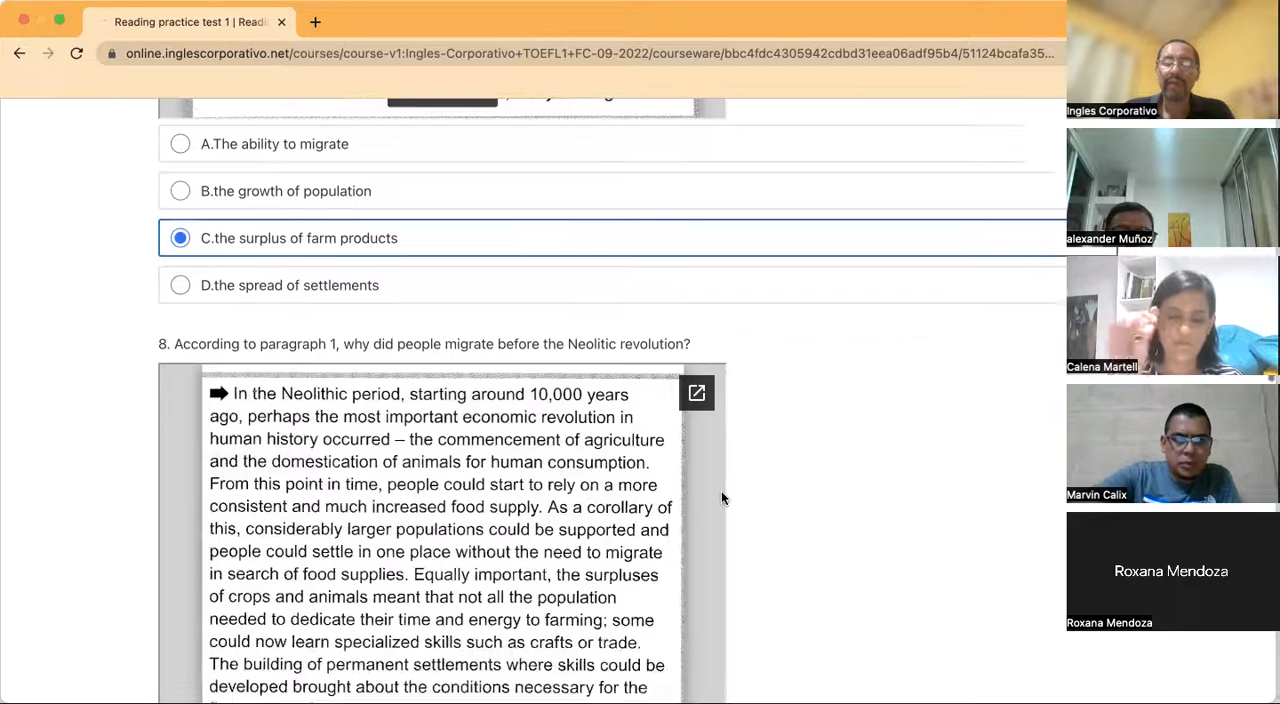 Reading practice test 1 | Readi
online.inglescorporativo.net/courses/course-v1:Ingles-Corporativo+TOEFL1+FC-09-2022/courseware/bbc4fdc4305942cdbd31eea06adf95b4/51124bcafa35...
A.The ability to migrate
B.the growth of population
C.the surplus of farm products
D.the spread of settlements
8. According to paragraph 1, why did people migrate before the Neolitic revolution?
➡ In the Neolithic period, starting around 10,000 years
ago, perhaps the most important economic revolution in
human history occurred – the commencement of agriculture
and the domestication of animals for human consumption.
From this point in time, people could start to rely on a more
consistent and much increased food supply. As a corollary of
this, considerably larger populations could be supported and
people could settle in one place without the need to migrate
in search of food supplies. Equally important, the surpluses
of crops and animals meant that not all the population
needed to dedicate their time and energy to farming; some
could now learn specialized skills such as crafts or trade.
The building of permanent settlements where skills could be
developed brought about the conditions necessary for the
Ingles Corporativo
alexander Muñoz
Calena Martell
Marvin Calix
Roxana Mendoza
Roxana Mendoza